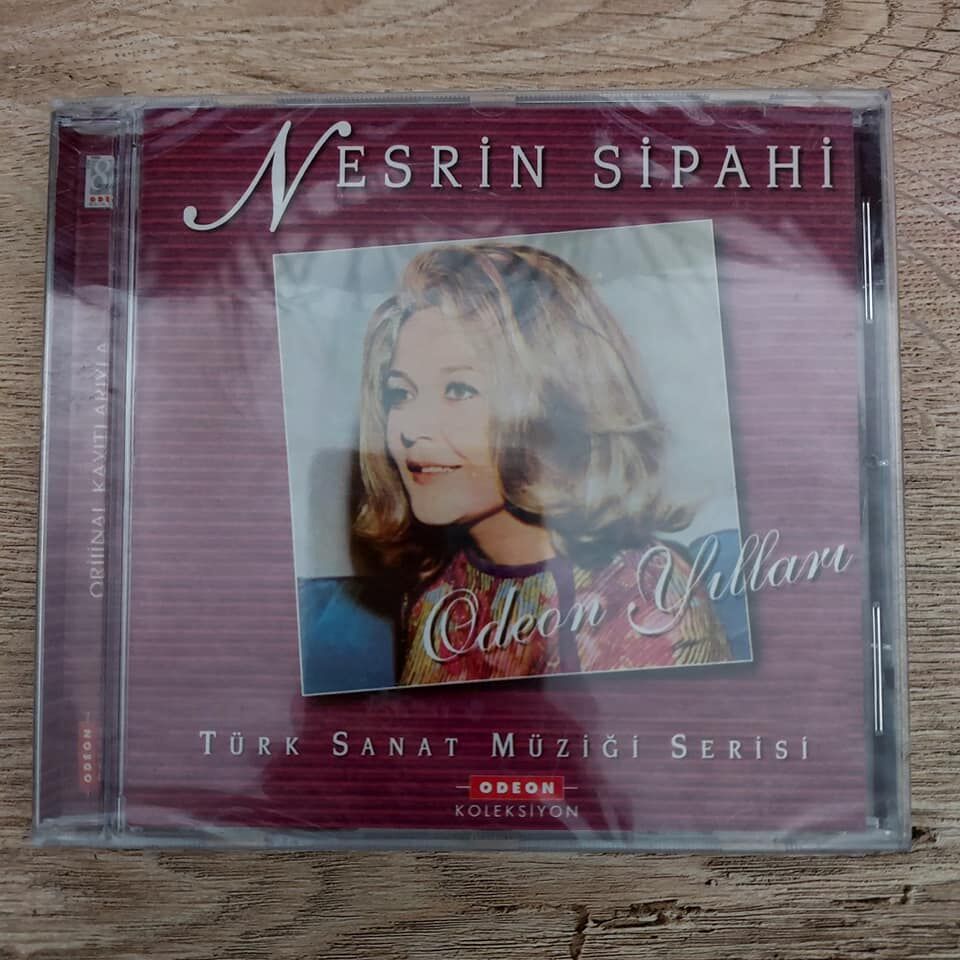 NESRİN SİPAHİ
Odeon Yılları
TÜRK SANAT MÜZİĞİ SERİSİ
ODEON
KOLEKSİYON
ORİJİNAL KAYITLARIYLA
ODEON